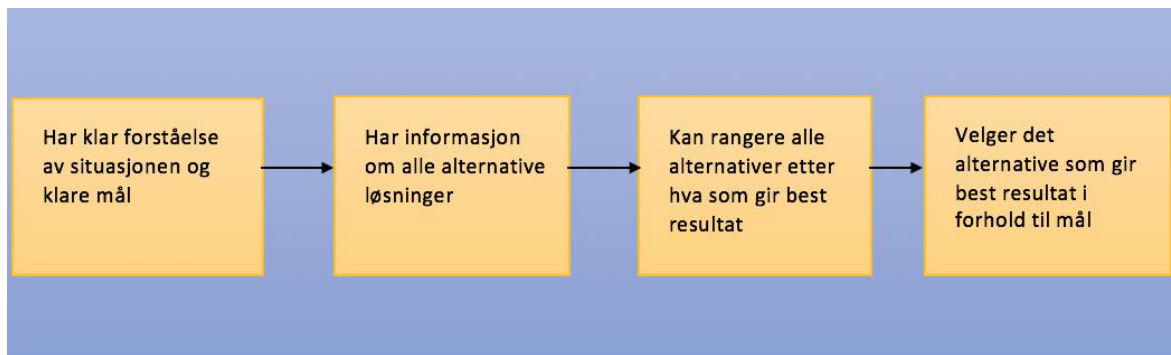 Har klar forståelse
av situasjonen og
klare mål
Har informasjon
om alle alternative
løsninger
Kan rangere alle
alternativer etter
hva som gir best
resultat
Velger det
alternative som gir
best resultat i
forhold til mål